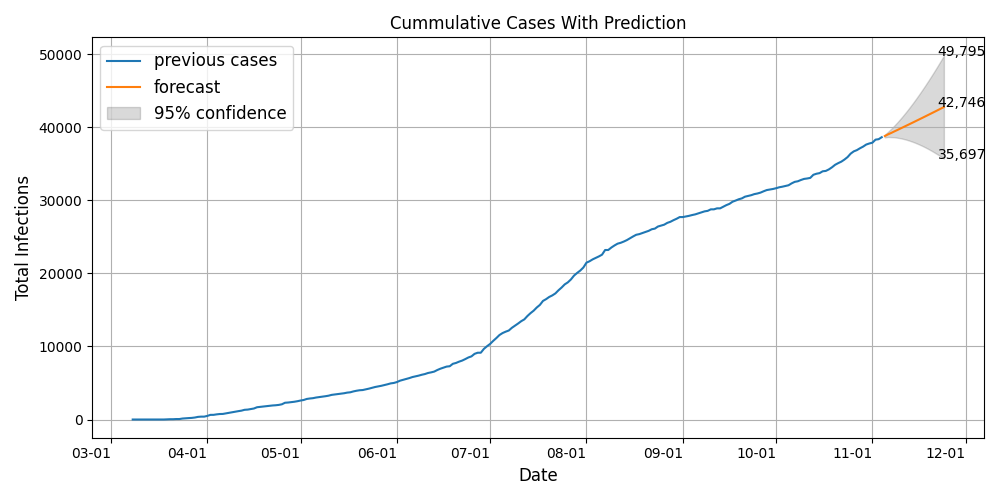 Cummulative Cases With Prediction
50000
40000
30000
20000
10000
0
Total Infections
previous cases
forecast
95% confidence
49,795
42,746
35,697
03-01 04-01 05-01 06-01 07-01 08-01 09-01 10-01 11-01 12-01
Date